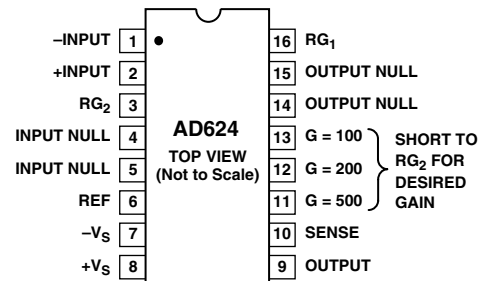 –INPUT 1
+INPUT 2
RG2 3
INPUT NULL 4
INPUT NULL 5
REF 6
–VS 7
+VS 8
AD624
TOP VIEW
(Not to Scale)
16 RG1
15 OUTPUT NULL
14 OUTPUT NULL
13 G = 100
12 G = 200
11 G = 500
10 SENSE
9 OUTPUT
SHORT TO
RG2 FOR
DESIRED
GAIN